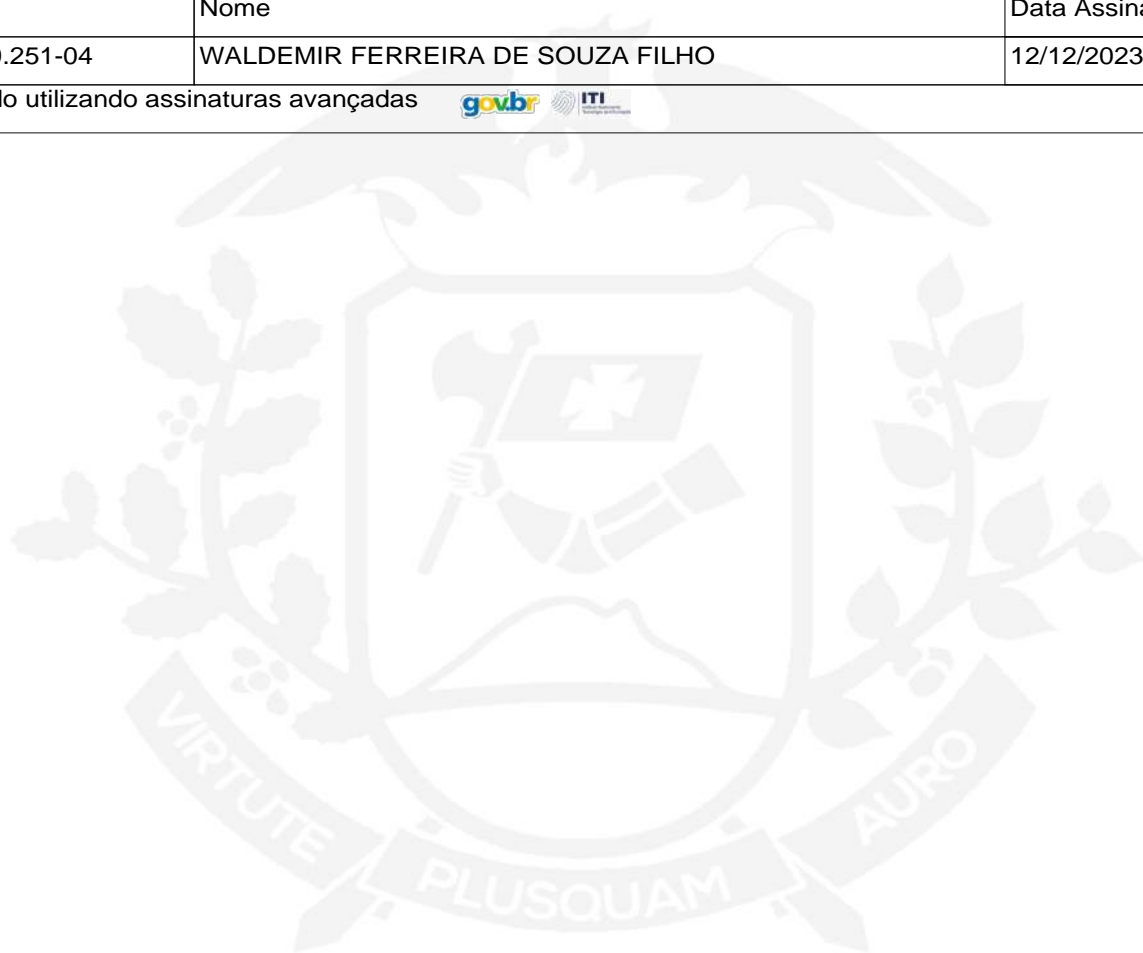 Nome Data Assina
.251-04 WALDEMIR FERREIRA DE SOUZA FILHO 12/12/2023
do utilizando assinaturas avançadas gov.br ITI
VIRTUTE PLUSQUAM AURO